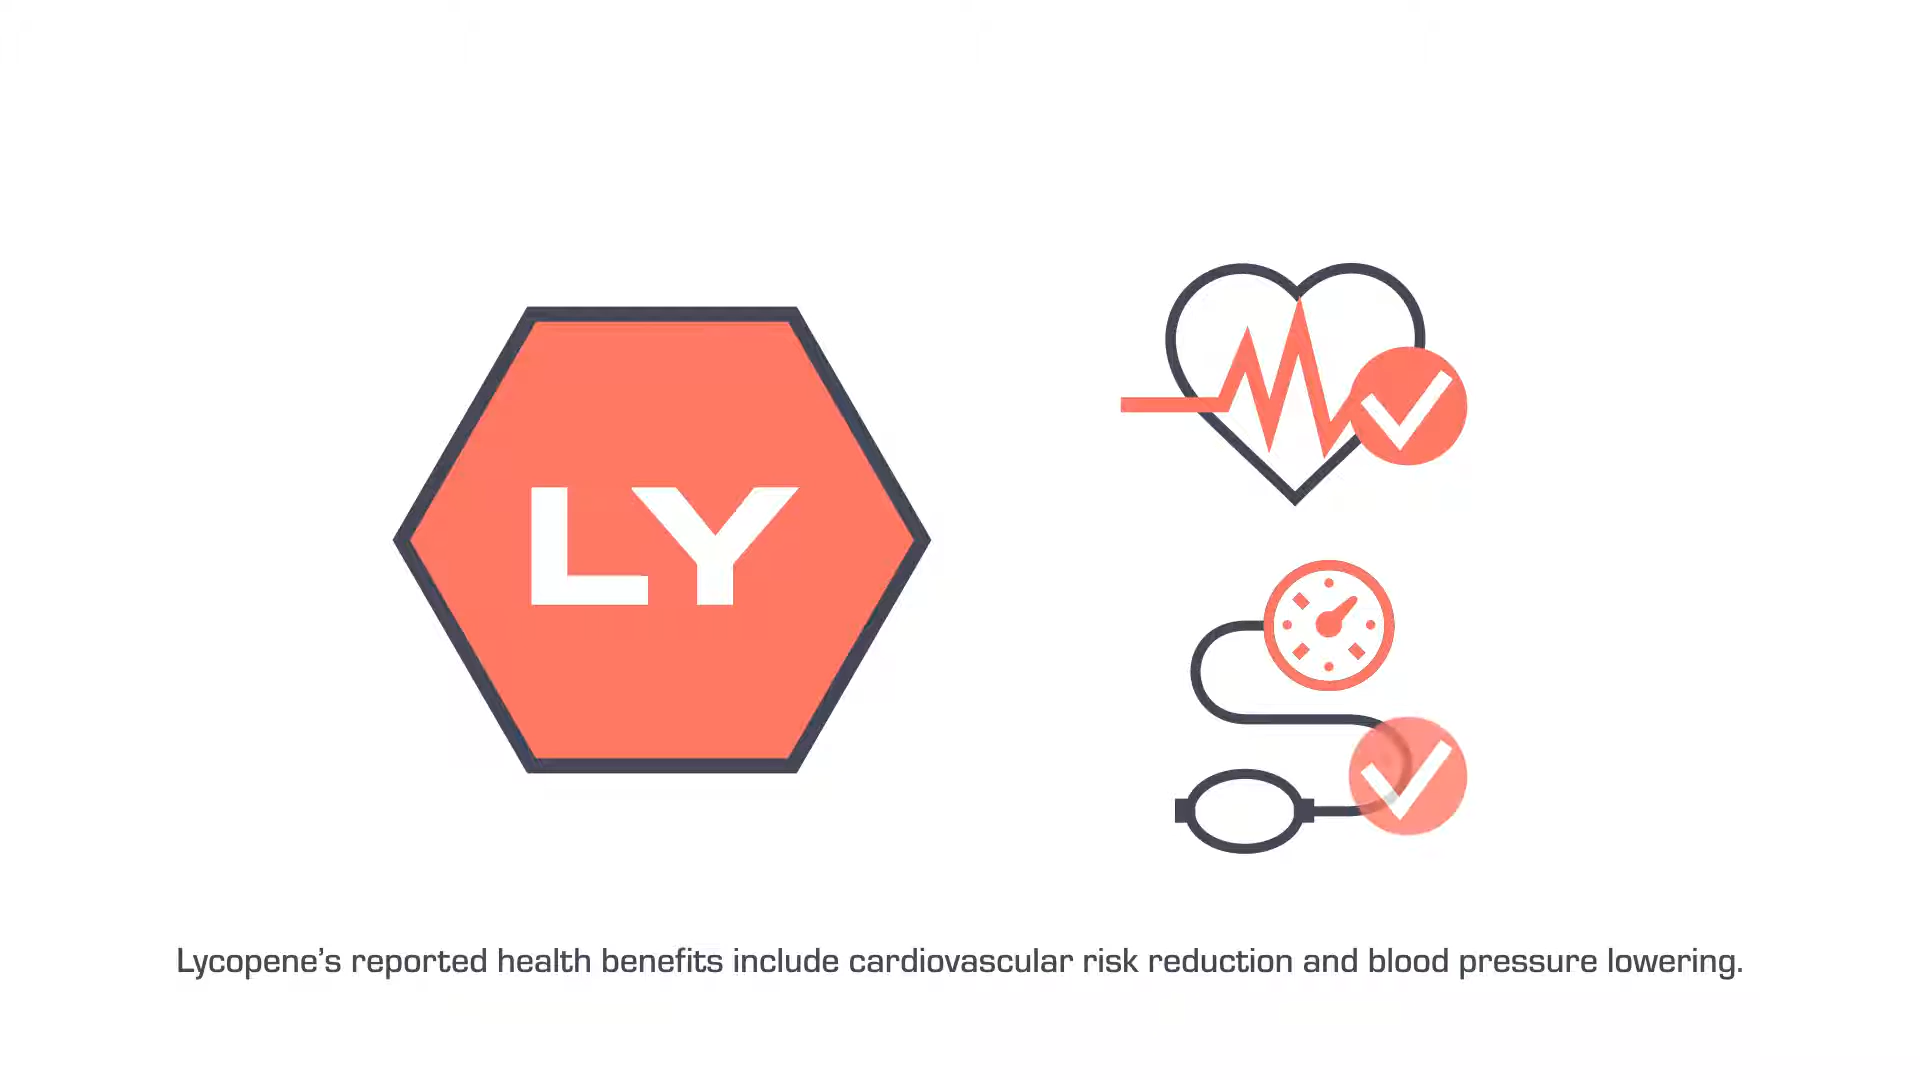 LY
Lycopene’s reported health benefits include cardiovascular risk reduction and blood pressure lowering.